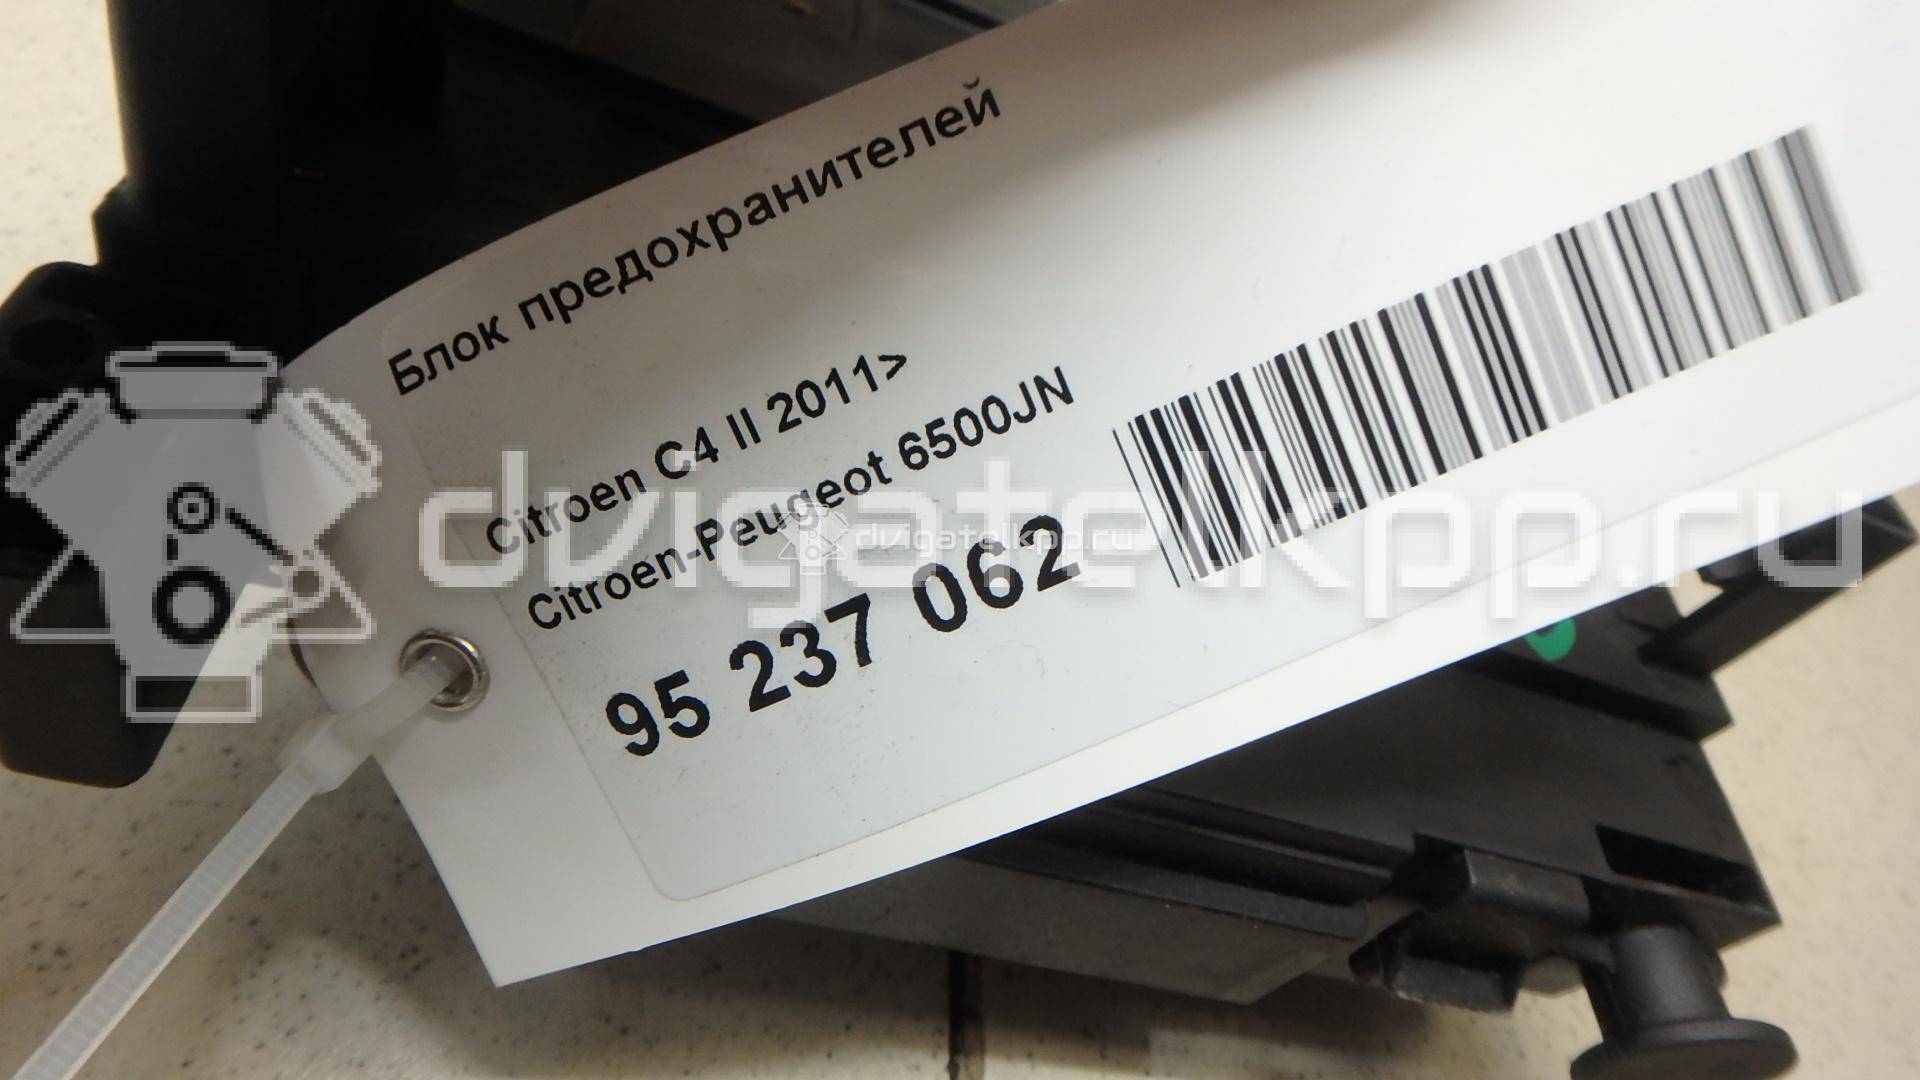 Блок предохранителей
Citroen C4 II 2011>
Citroen-Peugeot 6500JN
95 237 062
dvigatelkpp.ru
dvigatelkpp.ru